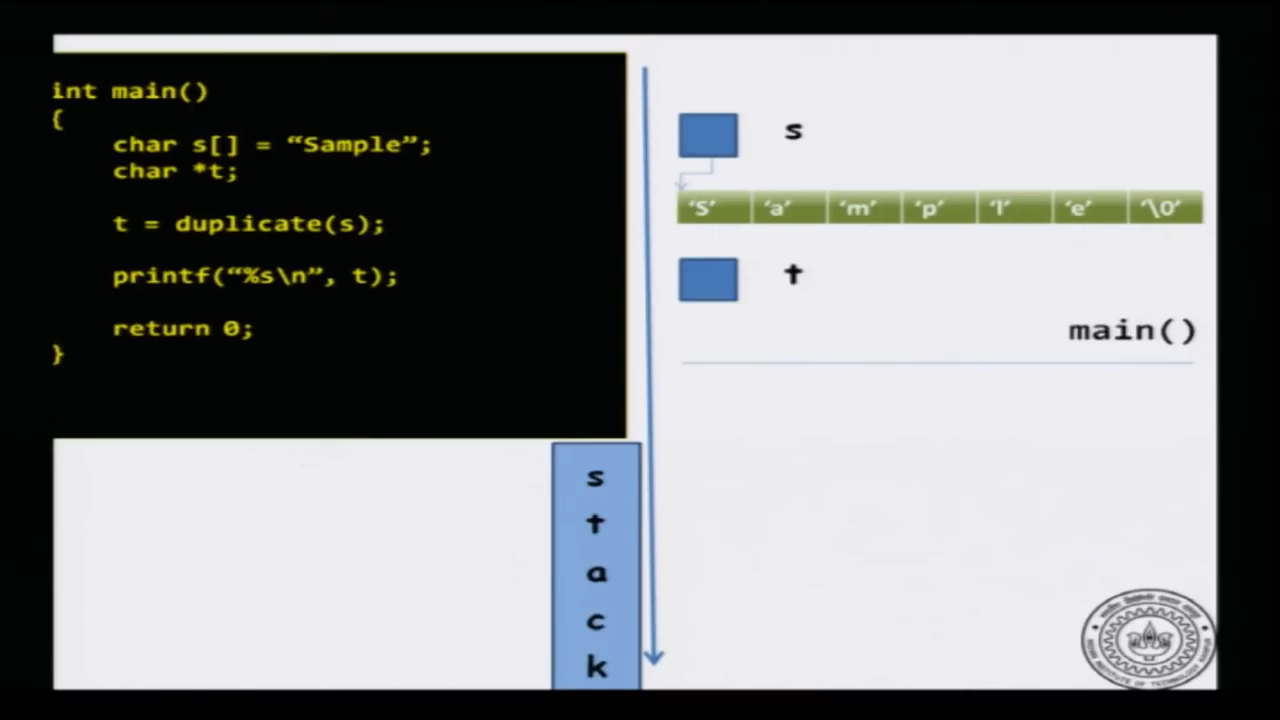 int main()
{
char s[] = “Sample”;
char *t;
t = duplicate(s);
printf(“%s\n”, t);
return 0;
}
s
‘S’ ‘a’ ‘m’ ‘p’ ‘l’ ‘e’ ‘\0’
t
main()
s
t
a
c
k